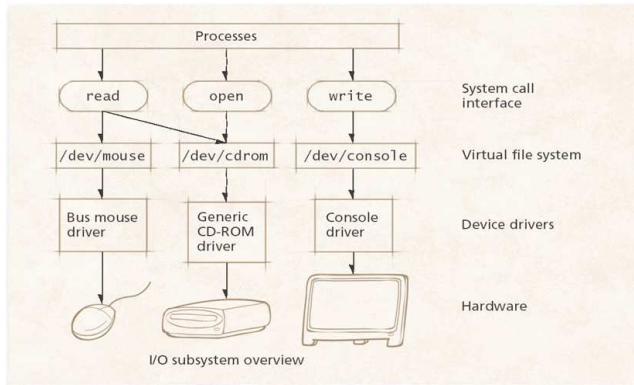 Processes
read
open
write
System call
interface
/dev/mouse
/dev/cdrom
/dev/console
Virtual file system
Bus mouse
driver
Generic
CD-ROM
driver
Console
driver
Device drivers
Hardware
I/O subsystem overview